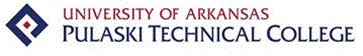 UNIVERSITY OF ARKANSAS
PULASKI TECHNICAL COLLEGE